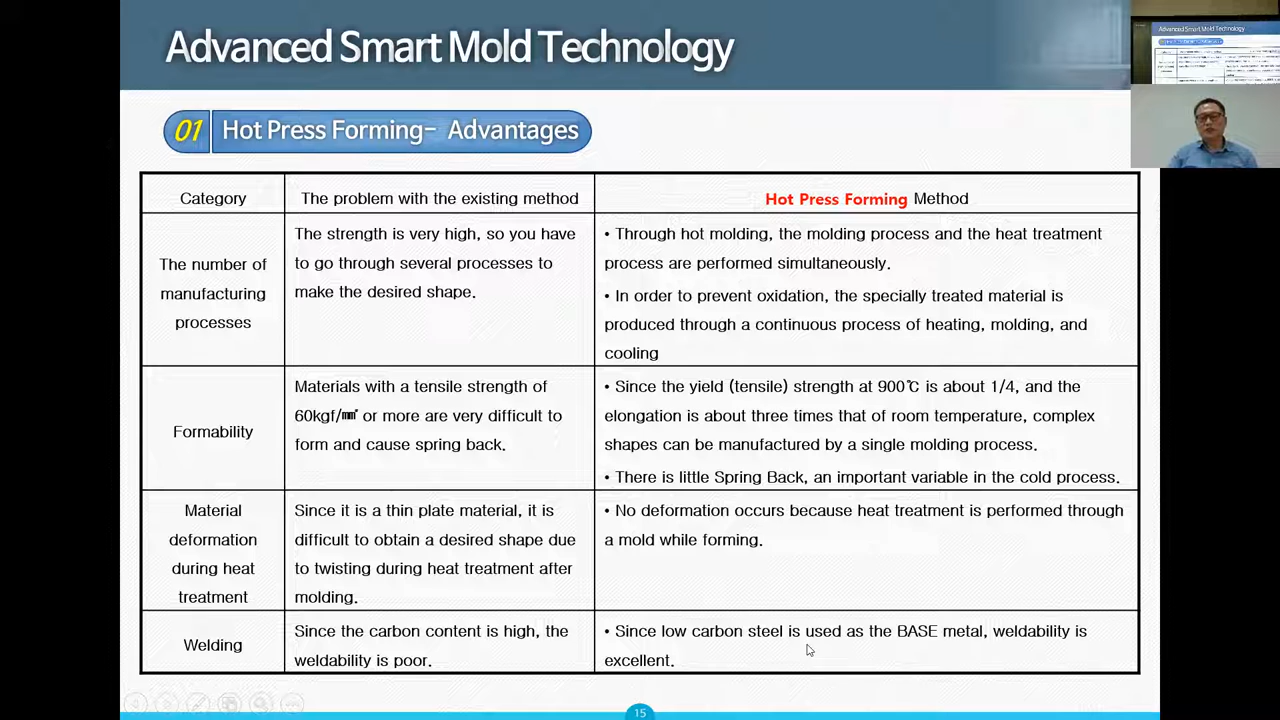 Advanced Smart Mold Technology
01 Hot Press Forming- Advantages
Category
The problem with the existing method
Hot Press Forming Method
The number of
manufacturing
processes
The strength is very high, so you have
to go through several processes to
make the desired shape.
• Through hot molding, the molding process and the heat treatment
process are performed simultaneously.
• In order to prevent oxidation, the specially treated material is
produced through a continuous process of heating, molding, and
cooling
Formability
Materials with a tensile strength of
60kgf/㎟ or more are very difficult to
form and cause spring back.
• Since the yield (tensile) strength at 900℃ is about 1/4, and the
elongation is about three times that of room temperature, complex
shapes can be manufactured by a single molding process.
• There is little Spring Back, an important variable in the cold process.
Material
deformation
during heat
treatment
Since it is a thin plate material, it is
difficult to obtain a desired shape due
to twisting during heat treatment after
molding.
• No deformation occurs because heat treatment is performed through
a mold while forming.
Welding
Since the carbon content is high, the
weldability is poor.
• Since low carbon steel is used as the BASE metal, weldability is
excellent.
15
Advanced Smart Mold Technology